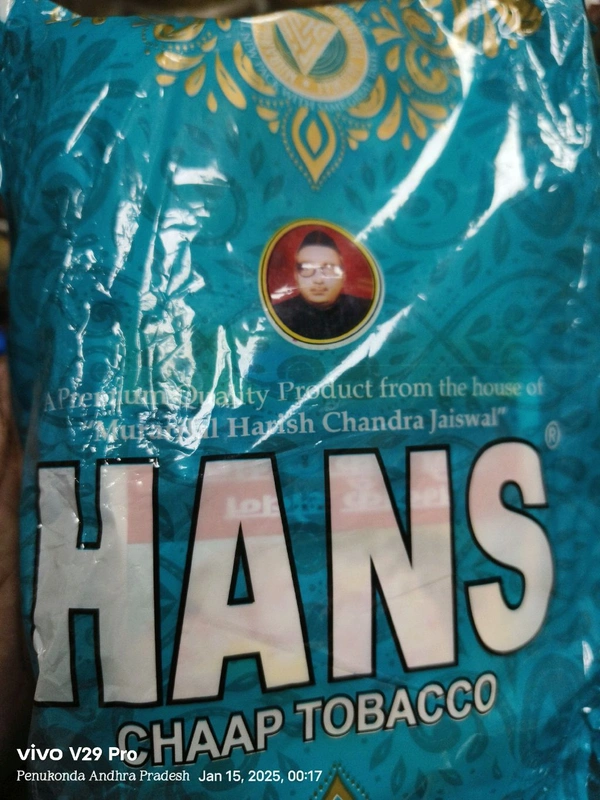 A Premium Quality Product from the house of
Harish Chandra Jaiswal"
HANS®
CHAAP TOBACCO
vivo V29 Pro
Penukonda Andhra Pradesh Jan 15, 2025, 00:17